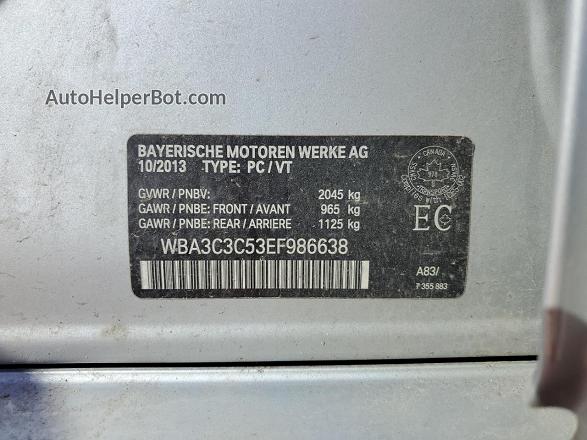 AutoHelperBot.com
BAYERISCHE MOTOREN WERKE AG
10/2013 TYPE: PC/VT
GVWR / PNBV: 2045 kg
GAWR / PNBE: FRONT / AVANT 965 kg
GAWR / PNBE: REAR / ARRIERE 1125 kg
WBA3C3C53EF986638
CANADA
EC
A83/
7 355 883